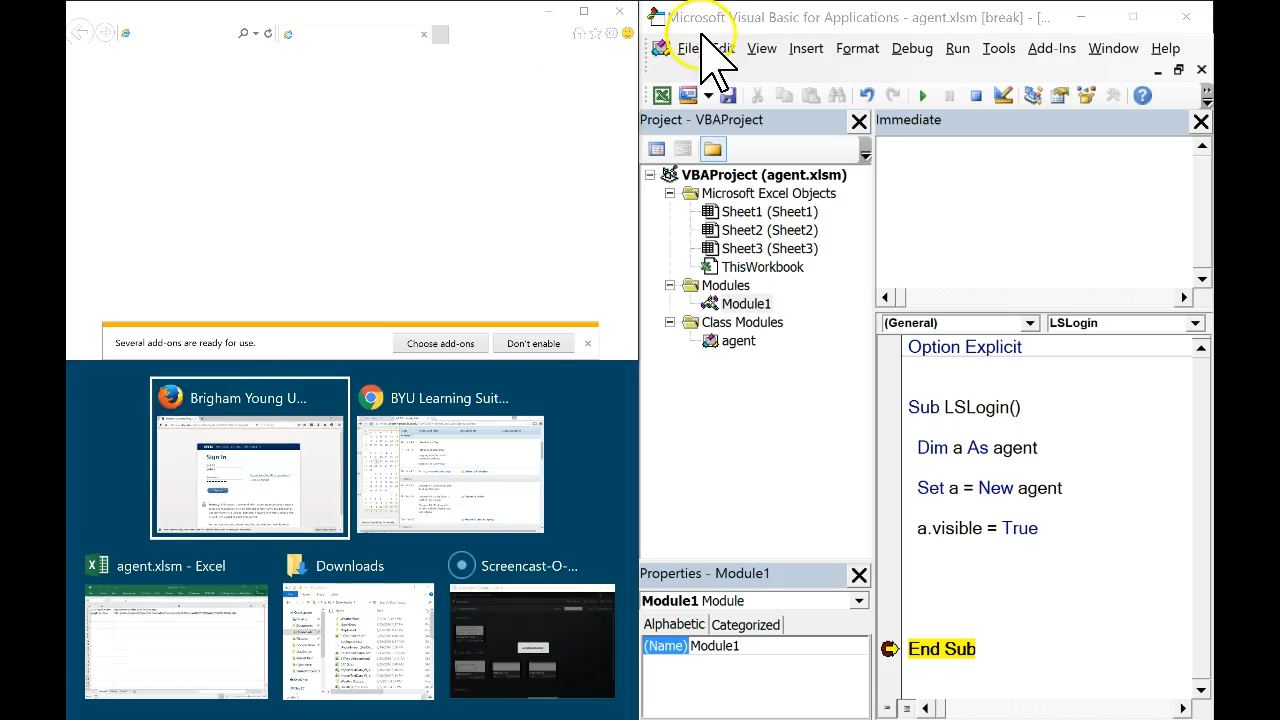 Several add-ons are ready for use.
Choose add-ons
Don't enable
Brigham Young U...
BYU Learning Suit...
Sign In
agent.xlsm - Excel
Downloads
Screencast-O-...
Microsoft Visual Basic for Applications - agent.xlsm [break] - [...
File Edit View Insert Format Debug Run Tools Add-Ins Window Help
Project - VBAProject
VBAProject (agent.xlsm)
Microsoft Excel Objects
Sheet1 (Sheet1)
Sheet2 (Sheet2)
Sheet3 (Sheet3)
ThisWorkbook
Modules
Module1
Class Modules
agent
Properties - Module1
Module1 Module
Alphabetic Categorized
(Name) Module1
Immediate
(General)
LSLogin
Option Explicit
Sub LSLogin()
Dim a As agent
Set a = New agent
a.visible = True
End Sub